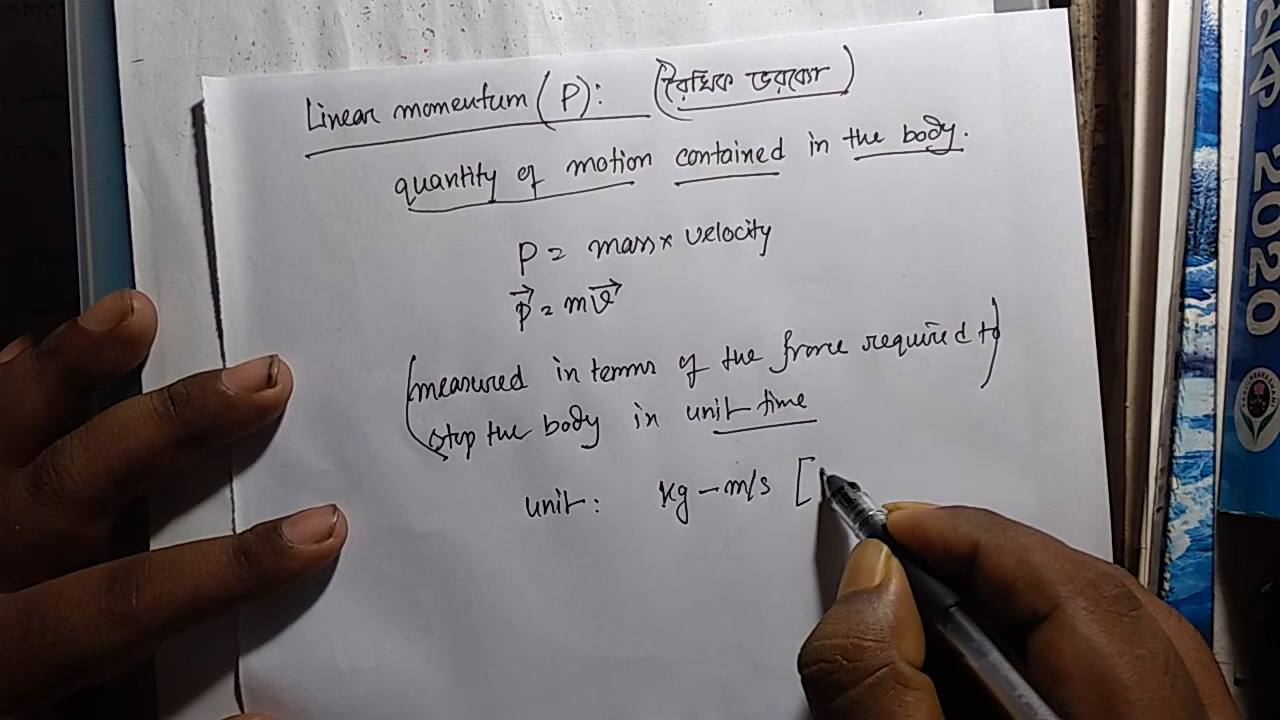 Linear momentum (P): (রৈখিক ভরবেগ)
quantity of motion contained in the body.
P = mass × velocity
p⃗ = mv⃗
(measured in terms of the force required to
stop the body in unit time)
unit: kg-m/s [
2020